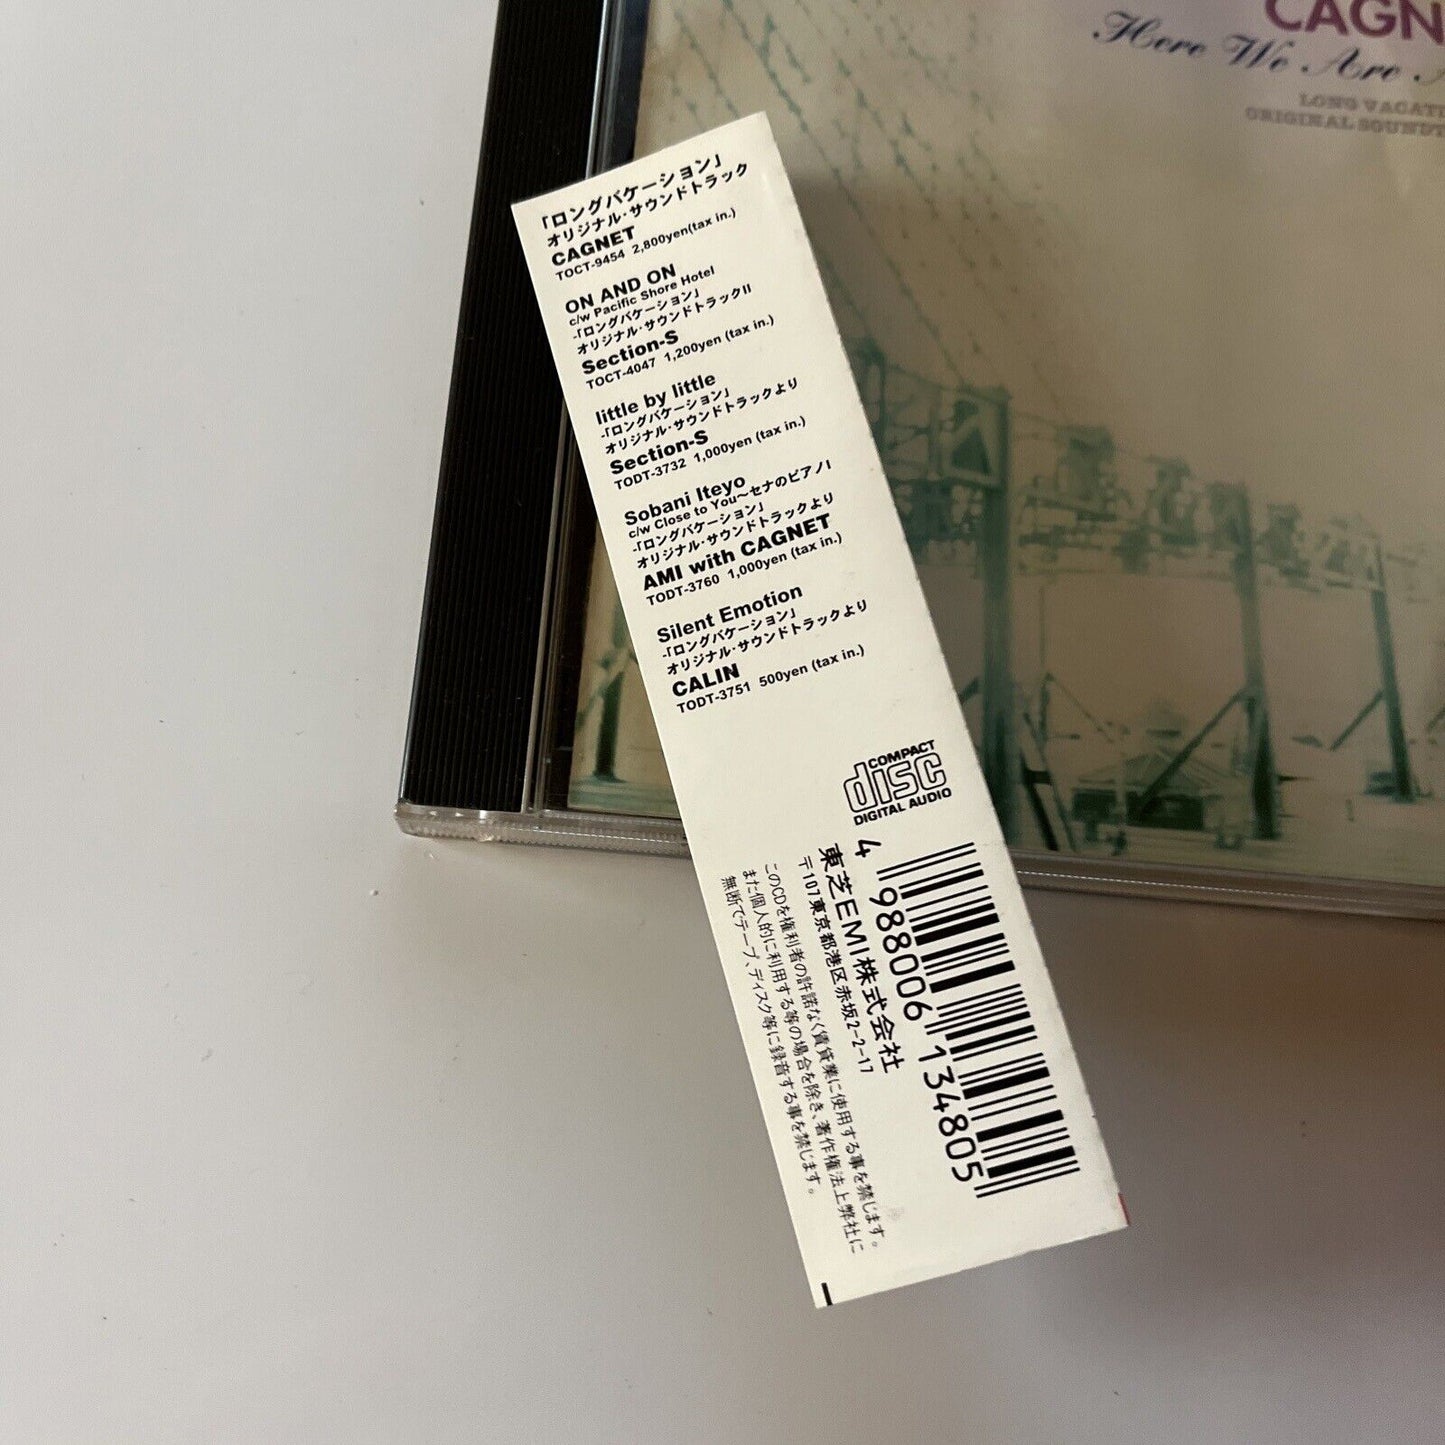 CAGN
Here We Are A
LONG VACATI
ORIGINAL SOUNDT
「ロングバケーション」
オリジナル・サウンドトラック
CAGNET
TOCT-9454 2,800yen(tax in.)
ON AND ON
c/w Pacific Shore Hotel
-「ロングバケーション」
オリジナル・サウンドトラックII
Section-S
TOCT-4047 1,200yen (tax in.)
little by little
-「ロングバケーション」
オリジナル・サウンドトラックより
Section-S
TODT-3732 1,000yen (tax in.)
Sobani Iteyo
c/w Close to You〜セナのピアノI
-「ロングバケーション」
オリジナル・サウンドトラックより
AMI with CAGNET
TODT-3760 1,000yen (tax in.)
Silent Emotion
-「ロングバケーション」
オリジナル・サウンドトラックより
CALIN
TODT-3751 500yen (tax in.)
COMPACT
disc
DIGITAL AUDIO
4 988006 134805
東芝EMI株式会社
〒107東京都港区赤坂2-2-17
このCDを権利者の許諾なく賃貸業に使用する事を禁じます。
また個人的に利用する等の場合を除き、著作権法上弊社に
無断でテープ、ディスク等に録音する事を禁じます。